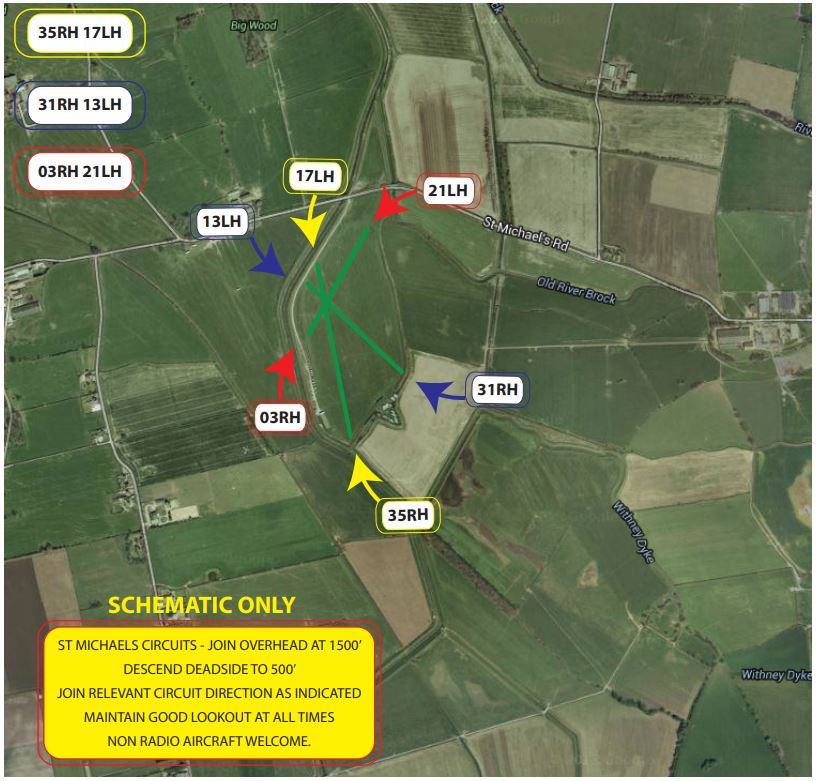 35RH 17LH
Big Wood
31RH 13LH
03RH 21LH
17LH
21LH
13LH
St Michael's Rd
Old River Brock
31RH
03RH
35RH
Withney Dyke
SCHEMATIC ONLY
ST MICHAELS CIRCUITS - JOIN OVERHEAD AT 1500'
DESCEND DEADSIDE TO 500'
JOIN RELEVANT CIRCUIT DIRECTION AS INDICATED
MAINTAIN GOOD LOOKOUT AT ALL TIMES
NON RADIO AIRCRAFT WELCOME.
Withney Dyke